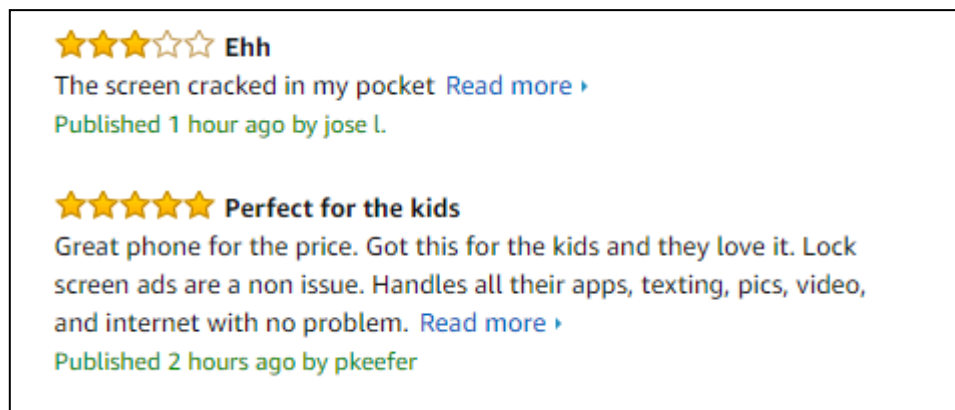 Ehh
The screen cracked in my pocket Read more
Published 1 hour ago by jose l.
Perfect for the kids
Great phone for the price. Got this for the kids and they love it. Lock
screen ads are a non issue. Handles all their apps, texting, pics, video,
and internet with no problem. Read more
Published 2 hours ago by pkeefer